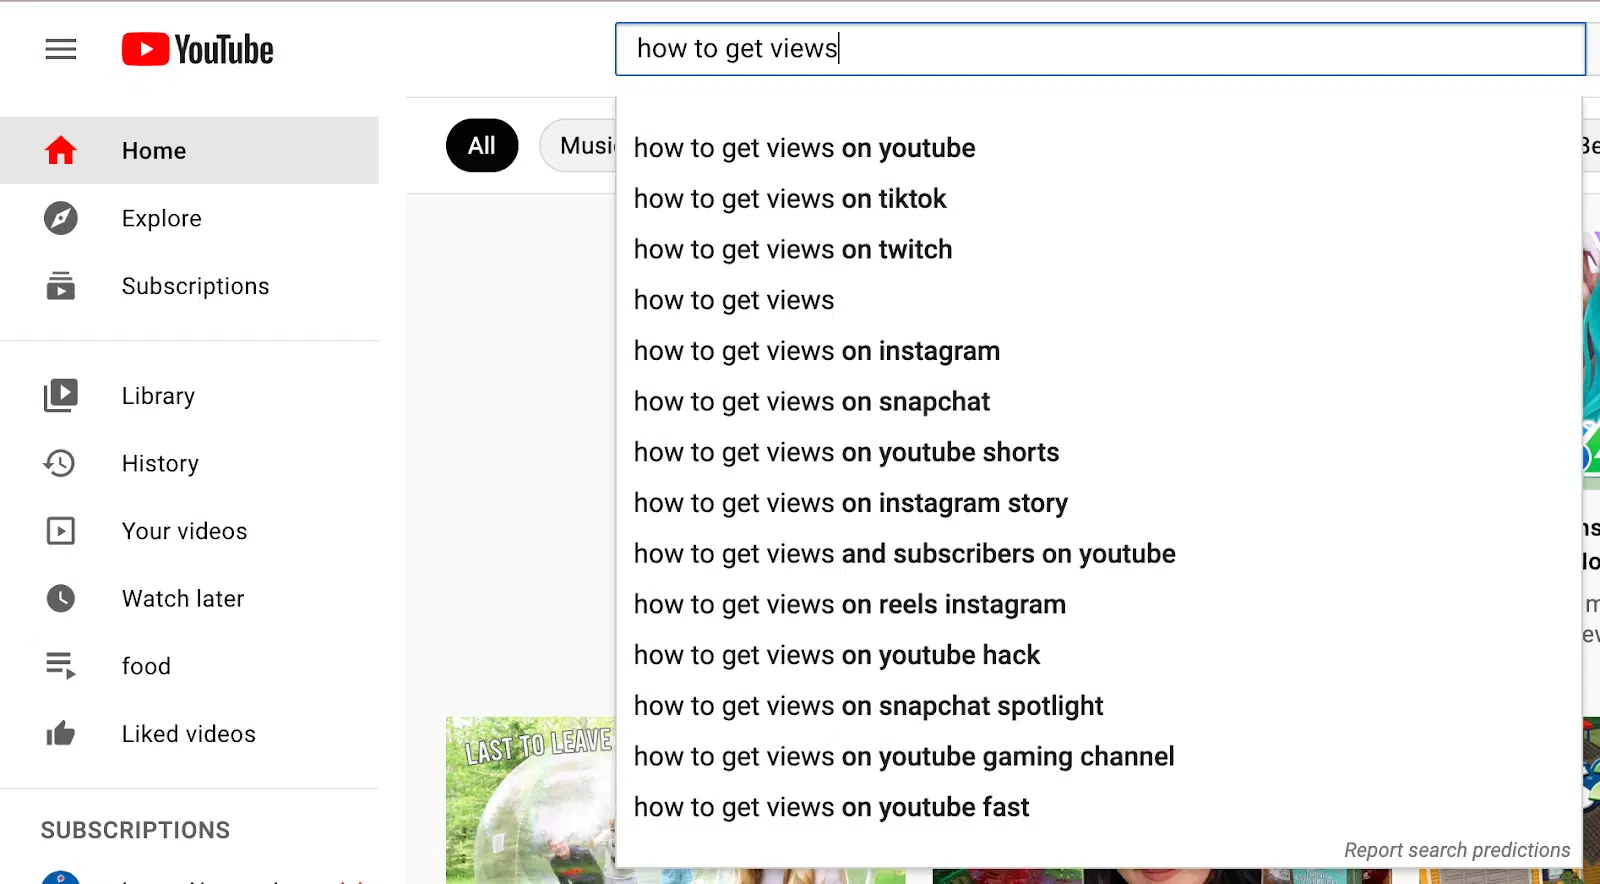 YouTube
how to get views
Home
Explore
Subscriptions
Library
History
Your videos
Watch later
food
Liked videos
SUBSCRIPTIONS
All
how to get views on youtube
how to get views on tiktok
how to get views on twitch
how to get views
how to get views on instagram
how to get views on snapchat
how to get views on youtube shorts
how to get views on instagram story
how to get views and subscribers on youtube
how to get views on reels instagram
how to get views on youtube hack
how to get views on snapchat spotlight
how to get views on youtube gaming channel
how to get views on youtube fast
Report search predictions
LAST TO LEAVE